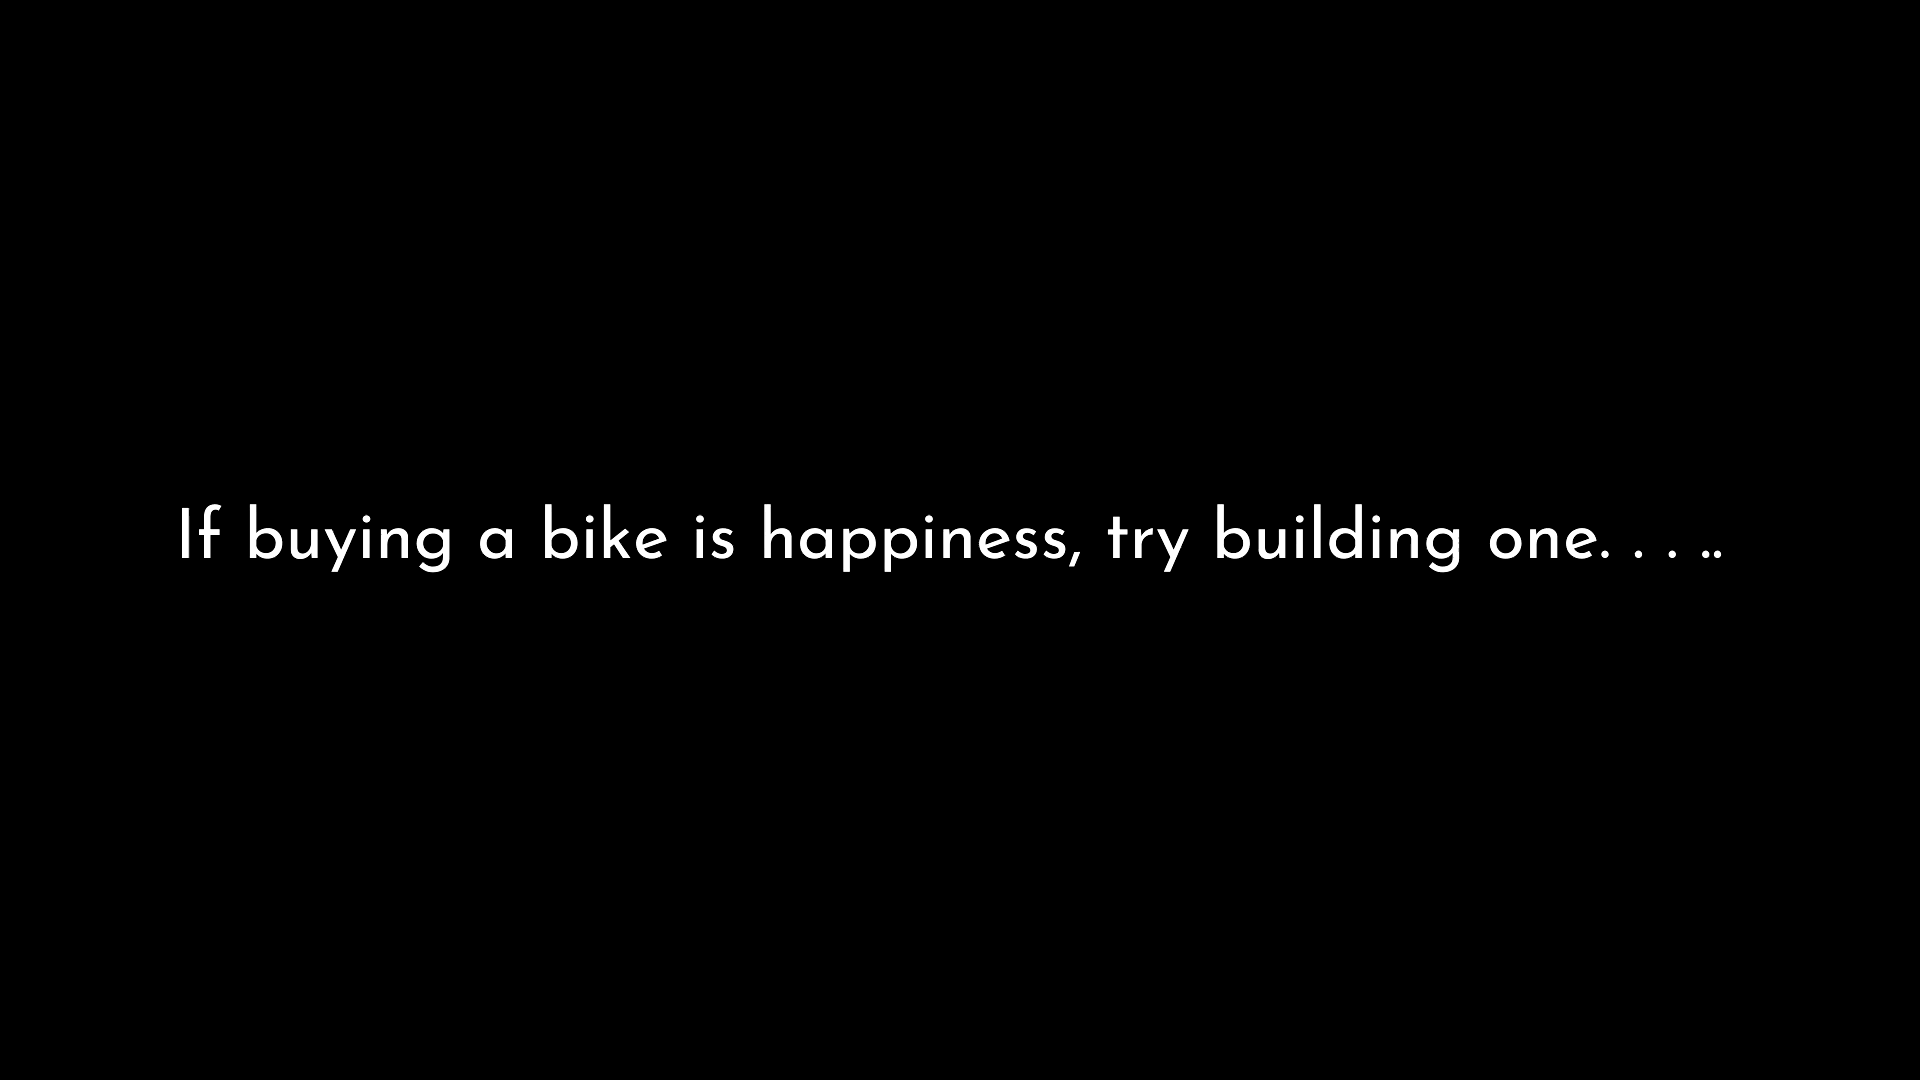 If buying a bike is happiness, try building one. . . ..